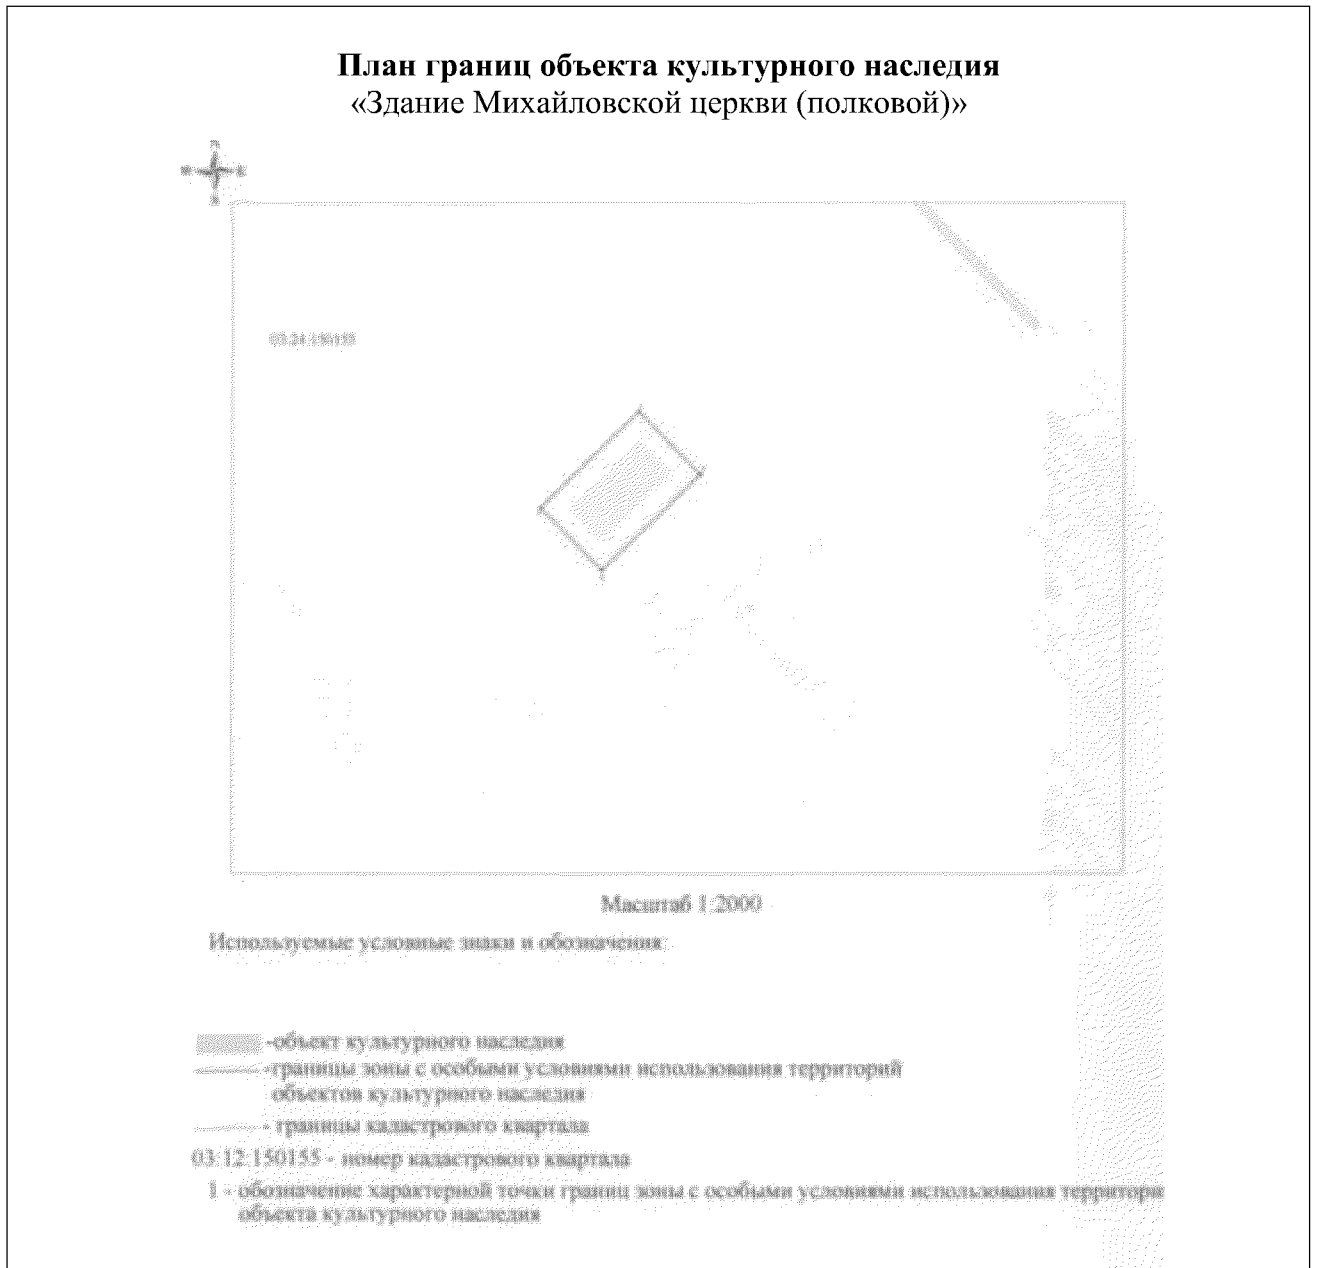 План границ объекта культурного наследия
«Здание Михайловской церкви (полковой)»
Масштаб 1:2000
Используемые условные знаки и обозначения:
-объект культурного наследия
-границы зоны с особыми условиями использования территорий
объектов культурного наследия
- границы кадастрового квартала
03:12:150155 - номер кадастрового квартала
1 - обозначение характерной точки границ зоны с особыми условиями использования территори
объекта культурного наследия